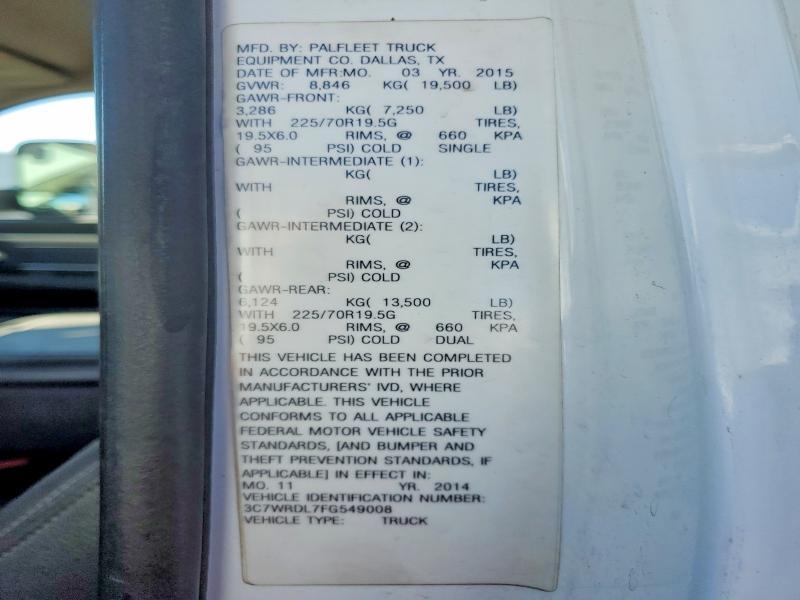 MFD. BY: PALFLEET TRUCK
EQUIPMENT CO. DALLAS, TX
DATE OF MFR:MO. 03 YR. 2015
GVWR: 8,846 KG( 19,500 LB)
GAWR-FRONT:
3,286 KG( 7,250 LB)
WITH 225/70R19.5G TIRES,
19.5X6.0 RIMS, @ 660 KPA
( 95 PSI) COLD SINGLE
GAWR-INTERMEDIATE (1):
KG( LB)
WITH TIRES,
RIMS, @ KPA
( PSI) COLD
GAWR-INTERMEDIATE (2):
KG( LB)
WITH TIRES,
RIMS, @ KPA
( PSI) COLD
GAWR-REAR:
6,124 KG( 13,500 LB)
WITH 225/70R19.5G TIRES,
19.5X6.0 RIMS, @ 660 KPA
( 95 PSI) COLD DUAL
THIS VEHICLE HAS BEEN COMPLETED
IN ACCORDANCE WITH THE PRIOR
MANUFACTURERS' IVD, WHERE
APPLICABLE. THIS VEHICLE
CONFORMS TO ALL APPLICABLE
FEDERAL MOTOR VEHICLE SAFETY
STANDARDS, [AND BUMPER AND
THEFT PREVENTION STANDARDS, IF
APPLICABLE] IN EFFECT IN:
MO. 11 YR. 2014
VEHICLE IDENTIFICATION NUMBER:
3C7WRDL7FG549008
VEHICLE TYPE: TRUCK